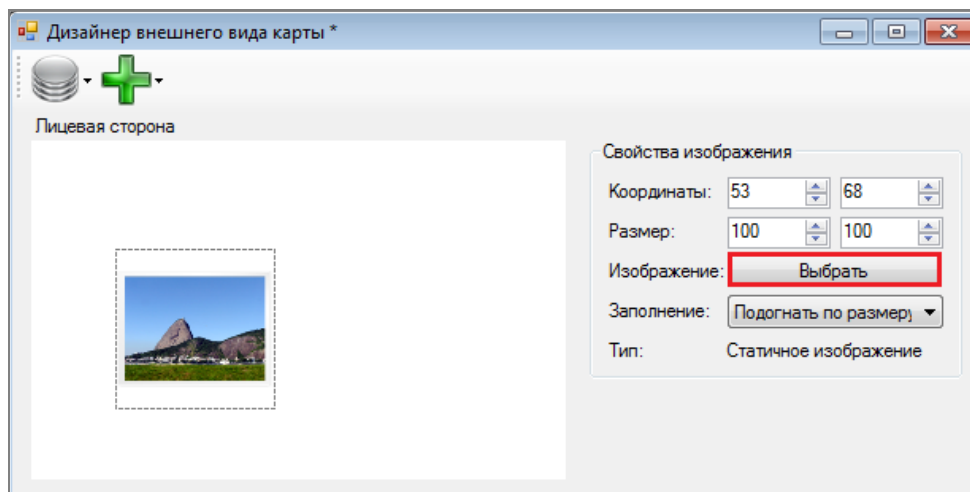 Дизайнер внешнего вида карты *
Лицевая сторона
Свойства изображения
Координаты: 53 68
Размер: 100 100
Изображение: Выбрать
Заполнение: Подогнать по размеру
Тип: Статичное изображение